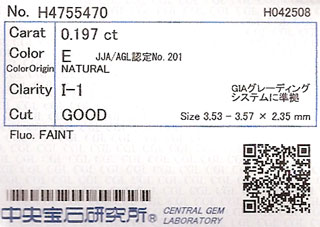 No. H4755470 H042508
Carat 0.197 ct
Color E JJA/AGL認定No.201
ColorOrigin NATURAL
Clarity I-1 GIAグレーディング
システムに準拠
Cut GOOD Size 3.53 - 3.57 × 2.35 mm
Fluo. FAINT
中央宝石研究所® CENTRAL GEM
LABORATORY